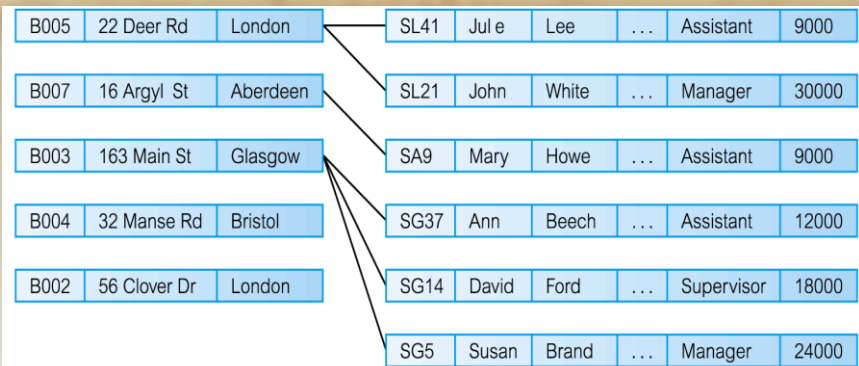 B005 22 Deer Rd London SL41 Jul e Lee ... Assistant 9000
B007 16 Argyl St Aberdeen SL21 John White ... Manager 30000
B003 163 Main St Glasgow SA9 Mary Howe ... Assistant 9000
B004 32 Manse Rd Bristol SG37 Ann Beech ... Assistant 12000
B002 56 Clover Dr London SG14 David Ford ... Supervisor 18000
SG5 Susan Brand ... Manager 24000